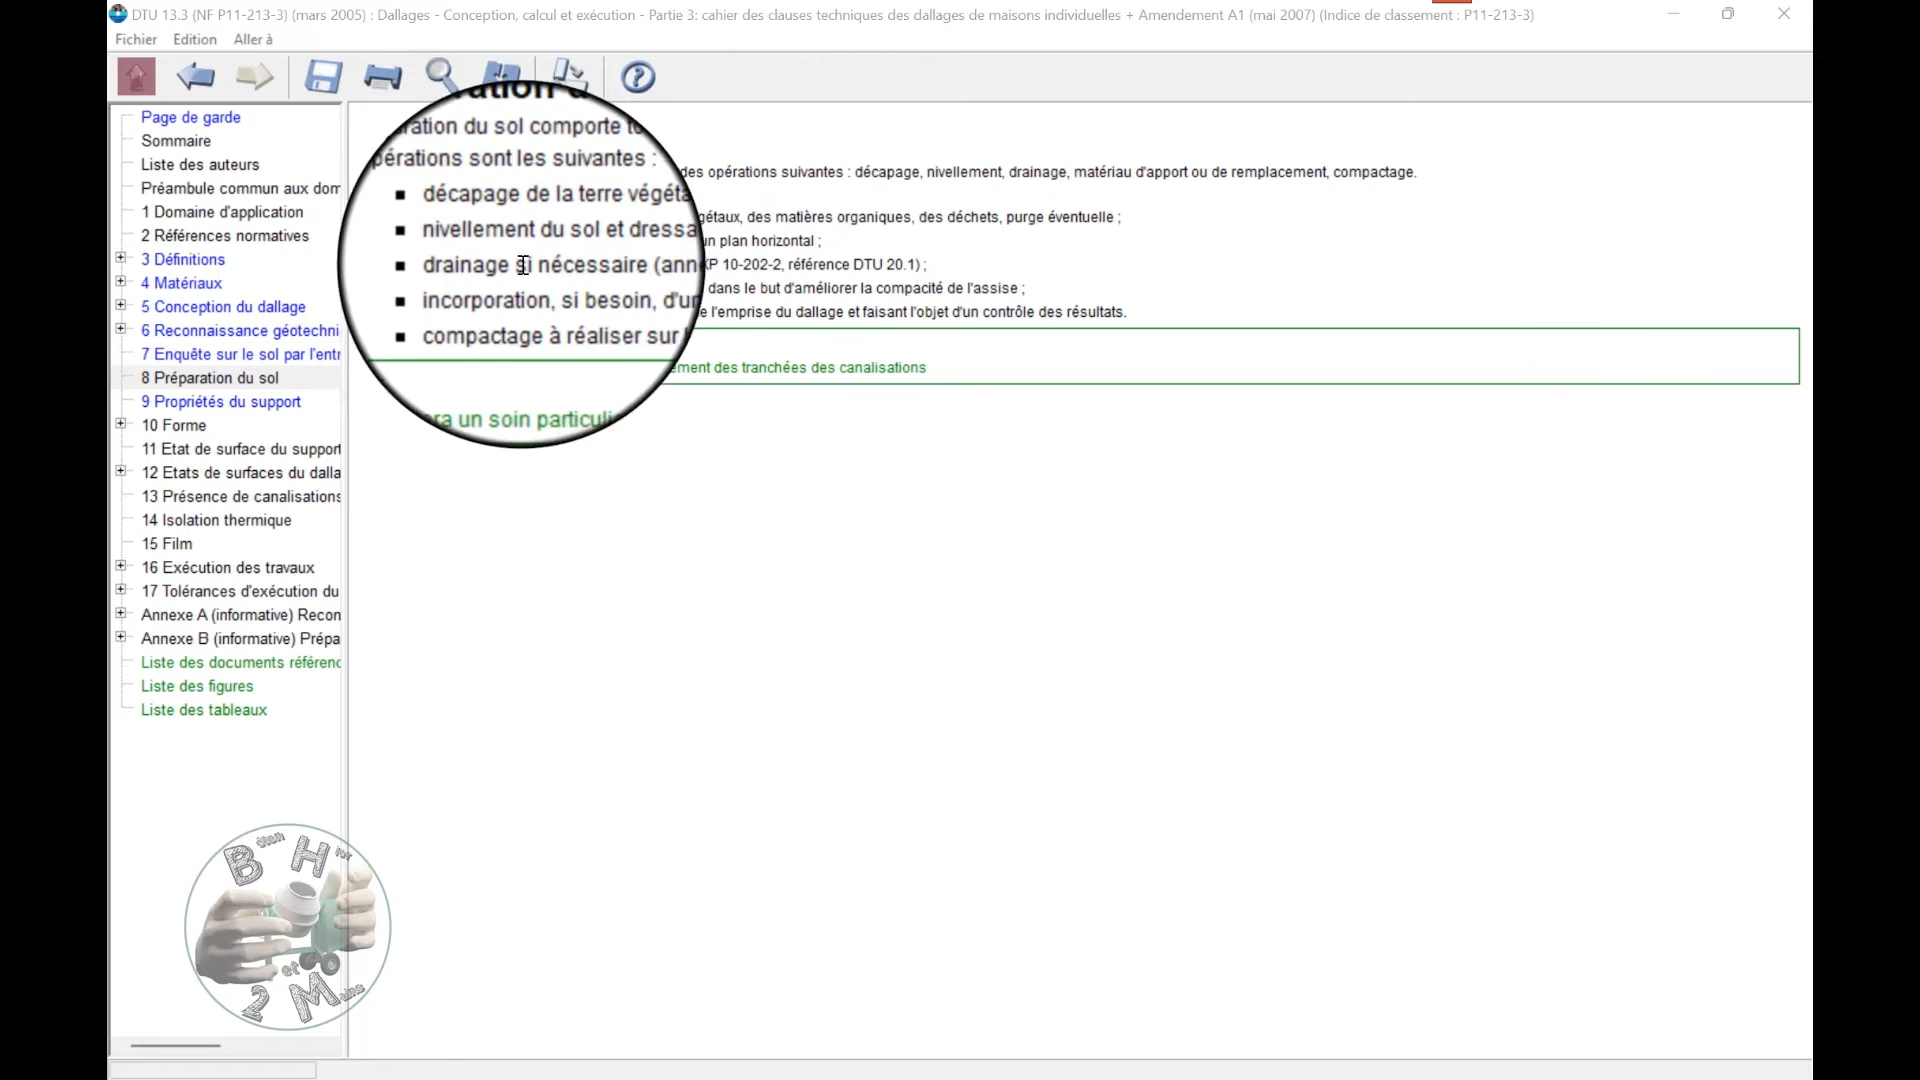 DTU 13.3 (NF P11-213-3) (mars 2005) : Dallages - Conception, calcul et exécution - Partie 3: cahier des clauses techniques des dallages de maisons individuelles + Amendement A1 (mai 2007) (Indice de classement : P11-213-3)
Fichier Edition Aller à
Page de garde
Sommaire
Liste des auteurs
Préambule commun aux dom
1 Domaine d'application
2 Références normatives
3 Définitions
4 Matériaux
5 Conception du dallage
6 Reconnaissance géotechni
7 Enquête sur le sol par l'entr
8 Préparation du sol
9 Propriétés du support
10 Forme
11 Etat de surface du support
12 Etats de surfaces du dalla
13 Présence de canalisations
14 Isolation thermique
15 Film
16 Exécution des travaux
17 Tolérances d'exécution du
Annexe A (informative) Recon
Annexe B (informative) Prépa
Liste des documents référenc
Liste des figures
Liste des tableaux
ration du sol comporte to
des opérations suivantes : décapage, nivellement, drainage, matériau d'apport ou de remplacement, compactage.
pérations sont les suivantes :
décapage de la terre végéta
gétaux, des matières organiques, des déchets, purge éventuelle ;
nivellement du sol et dressa
un plan horizontal ;
drainage si nécessaire (ann
P 10-202-2, référence DTU 20.1) ;
incorporation, si besoin, d'un
dans le but d'améliorer la compacité de l'assise ;
compactage à réaliser sur l
e l'emprise du dallage et faisant l'objet d'un contrôle des résultats.
ement des tranchées des canalisations
ra un soin particuli
Béton Hier
et
2 Mains